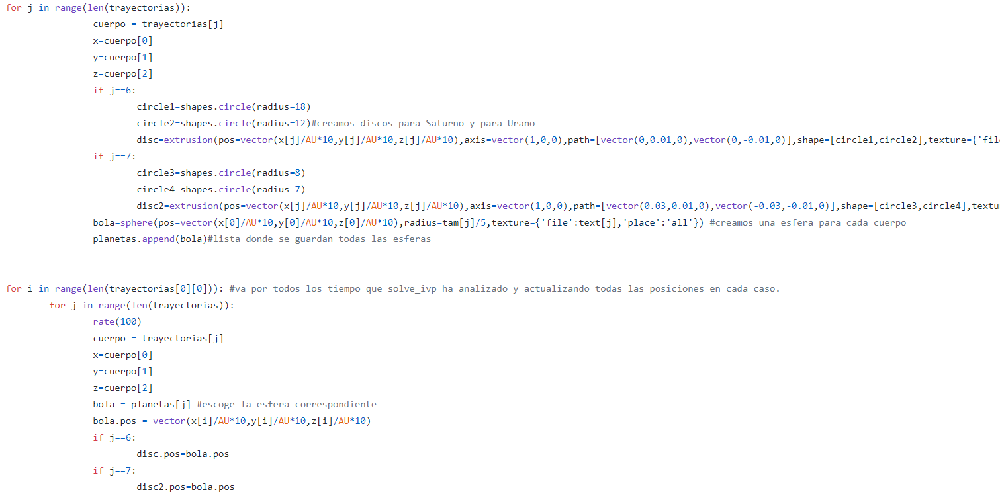 for j in range(len(trayectorias)):
cuerpo = trayectorias[j]
x=cuerpo[0]
y=cuerpo[1]
z=cuerpo[2]
if j==6:
circle1=shapes.circle(radius=18)
circle2=shapes.circle(radius=12)#creamos discos para Saturno y para Urano
disc=extrusion(pos=vector(x[j]/AU*10,y[j]/AU*10,z[j]/AU*10),axis=vector(1,0,0),path=[vector(0,0.01,0),vector(0,-0.01,0)],shape=[circle1,circle2],texture={'fil
if j==7:
circle3=shapes.circle(radius=8)
circle4=shapes.circle(radius=7)
disc2=extrusion(pos=vector(x[j]/AU*10,y[j]/AU*10,z[j]/AU*10),axis=vector(1,0,0),path=[vector(0.03,0.01,0),vector(-0.03,-0.01,0)],shape=[circle3,circle4],textu
bola=sphere(pos=vector(x[0]/AU*10,y[0]/AU*10,z[0]/AU*10),radius=tam[j]/5,texture={'file':text[j],'place':'all'}) #creamos una esfera para cada cuerpo
planetas.append(bola)#lista donde se guardan todas las esferas
for i in range(len(trayectorias[0][0])): #va por todos los tiempo que solve_ivp ha analizado y actualizando todas las posiciones en cada caso.
for j in range(len(trayectorias)):
rate(100)
cuerpo = trayectorias[j]
x=cuerpo[0]
y=cuerpo[1]
z=cuerpo[2]
bola = planetas[j] #escoge la esfera correspondiente
bola.pos = vector(x[i]/AU*10,y[i]/AU*10,z[i]/AU*10)
if j==6:
disc.pos=bola.pos
if j==7:
disc2.pos=bola.pos